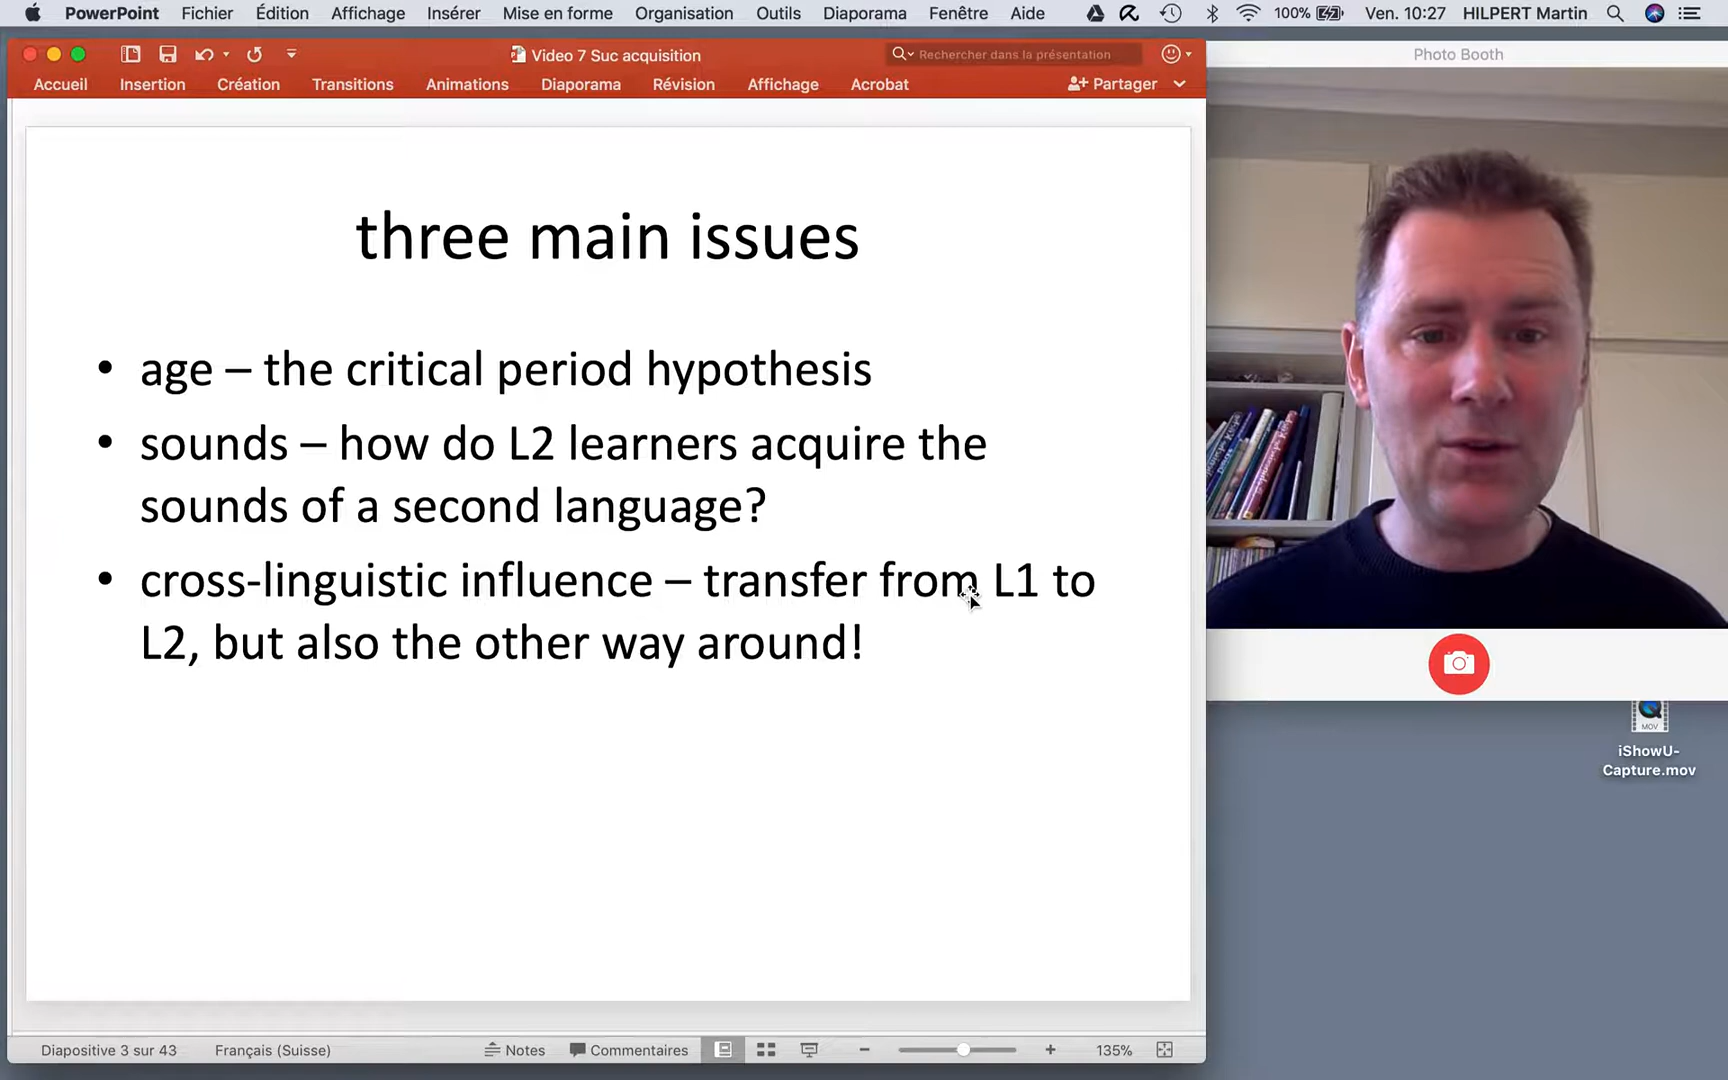 PowerPoint Fichier Édition Affichage Insérer Mise en forme Organisation Outils Diaporama Fenêtre Aide 100% Ven. 10:27 HILPERT Martin
Video 7 Suc acquisition
Rechercher dans la présentation
Accueil Insertion Création Transitions Animations Diaporama Révision Affichage Acrobat Partager
Photo Booth
three main issues
• age – the critical period hypothesis
• sounds – how do L2 learners acquire the
sounds of a second language?
• cross-linguistic influence – transfer from L1 to
L2, but also the other way around!
MOV
iShowU-
Capture.mov
Diapositive 3 sur 43 Français (Suisse) Notes Commentaires 135%